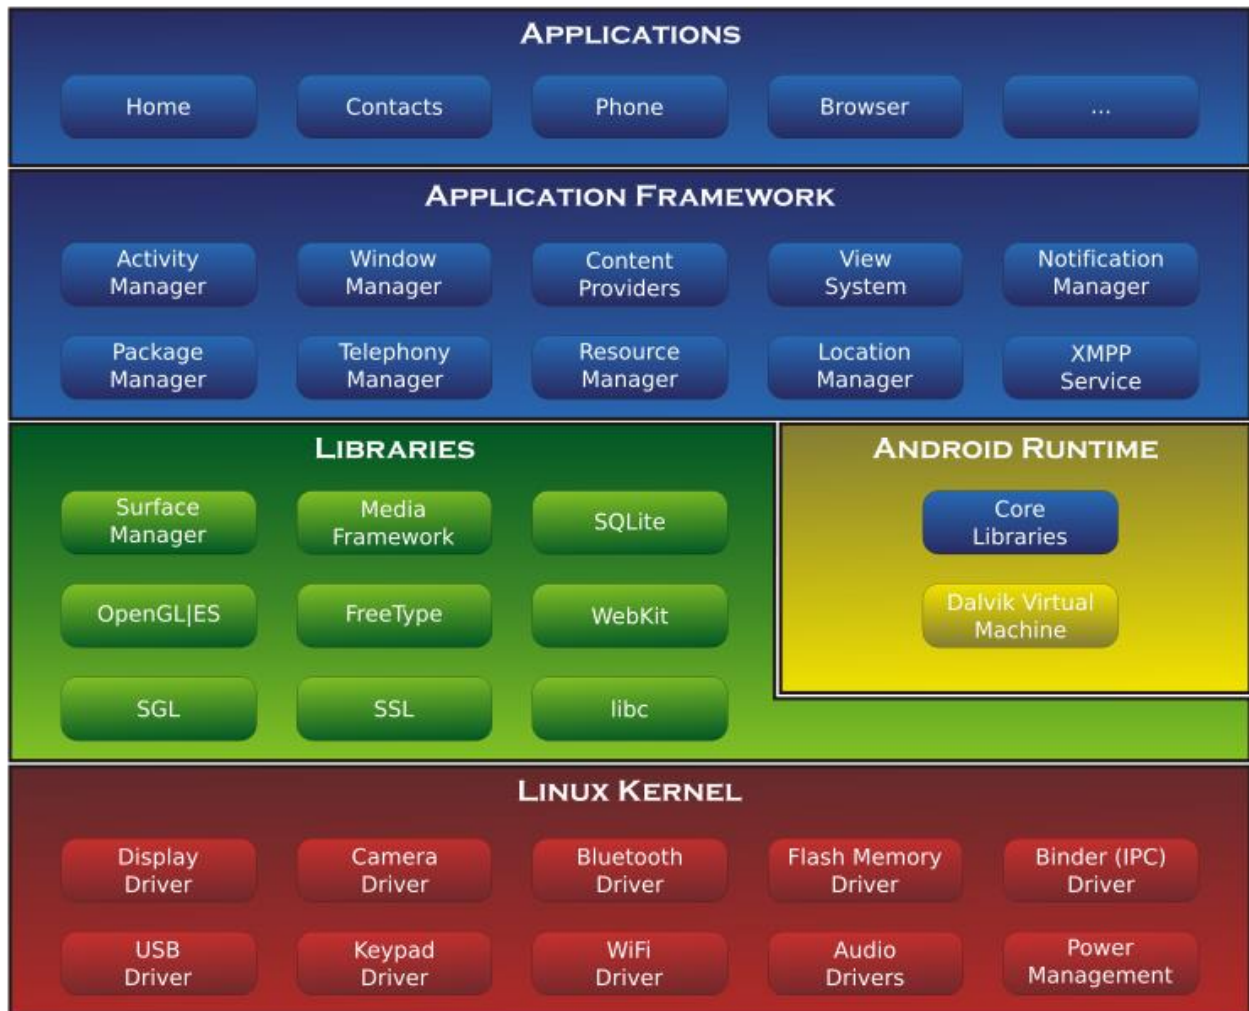 APPLICATIONS
Home
Contacts
Phone
Browser
...
APPLICATION FRAMEWORK
Activity
Manager
Window
Manager
Content
Providers
View
System
Notification
Manager
Package
Manager
Telephony
Manager
Resource
Manager
Location
Manager
XMPP
Service
LIBRARIES
Surface
Manager
Media
Framework
SQLite
OpenGL|ES
FreeType
WebKit
SGL
SSL
libc
ANDROID RUNTIME
Core
Libraries
Dalvik Virtual
Machine
LINUX KERNEL
Display
Driver
Camera
Driver
Bluetooth
Driver
Flash Memory
Driver
Binder (IPC)
Driver
USB
Driver
Keypad
Driver
WiFi
Driver
Audio
Drivers
Power
Management